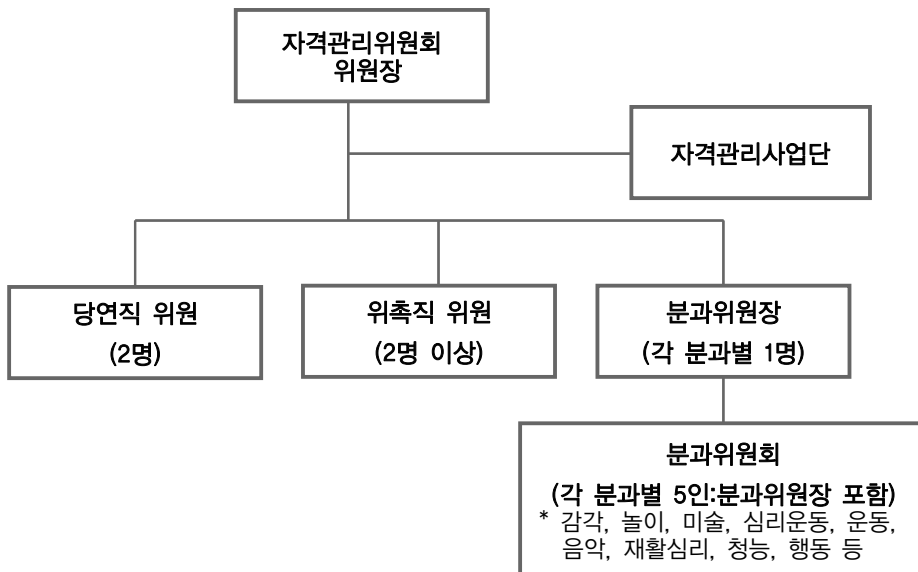 자격관리위원회
위원장
자격관리사업단
당연직 위원
(2명)
위촉직 위원
(2명 이상)
분과위원장
(각 분과별 1명)
분과위원회
(각 분과별 5인:분과위원장 포함)
* 감각, 놀이, 미술, 심리운동, 운동,
음악, 재활심리, 청능, 행동 등